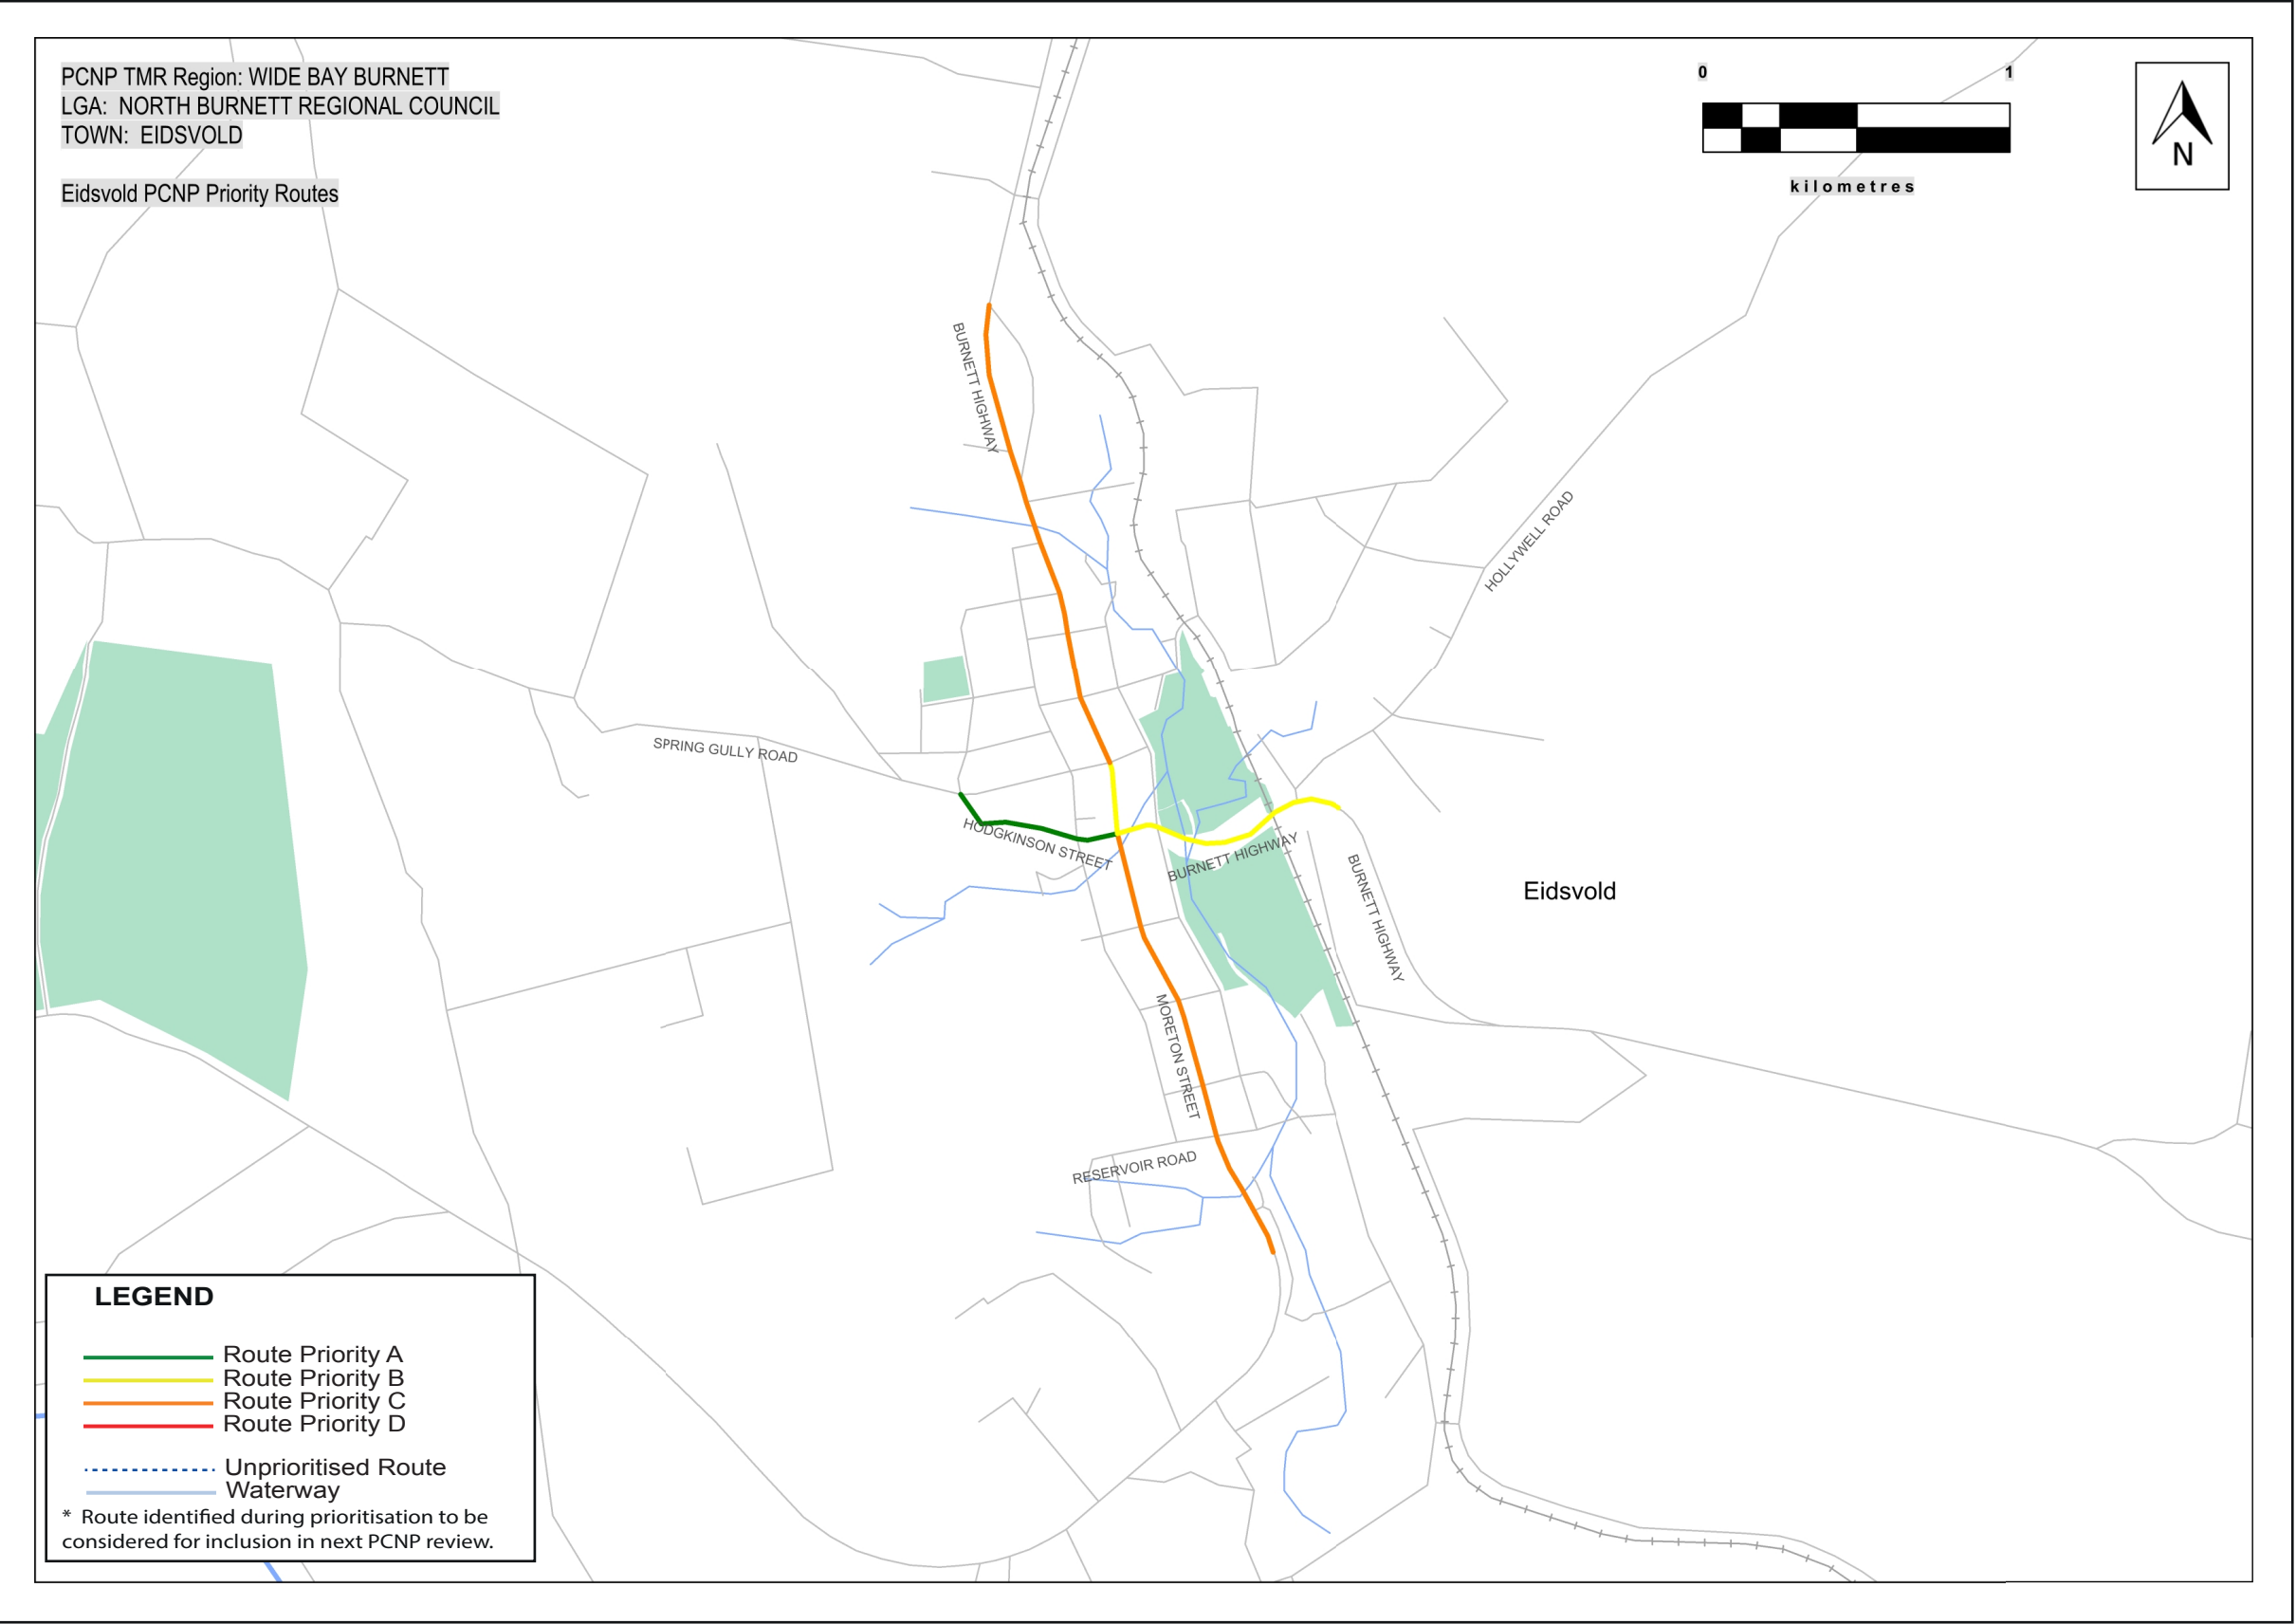 PCNP TMR Region: WIDE BAY BURNETT
LGA:  NORTH BURNETT REGIONAL COUNCIL
TOWN:  EIDSVOLD
Eidsvold PCNP Priority Routes
0 1
kilometres
N
BURNETT HIGHWAY
HOLLYWELL ROAD
SPRING GULLY ROAD
HODGKINSON STREET
BURNETT HIGHWAY
BURNETT HIGHWAY
Eidsvold
MORETON STREET
RESERVOIR ROAD
LEGEND
Route Priority A
Route Priority B
Route Priority C
Route Priority D
Unprioritised Route
Waterway
* Route identified during prioritisation to be
considered for inclusion in next PCNP review.